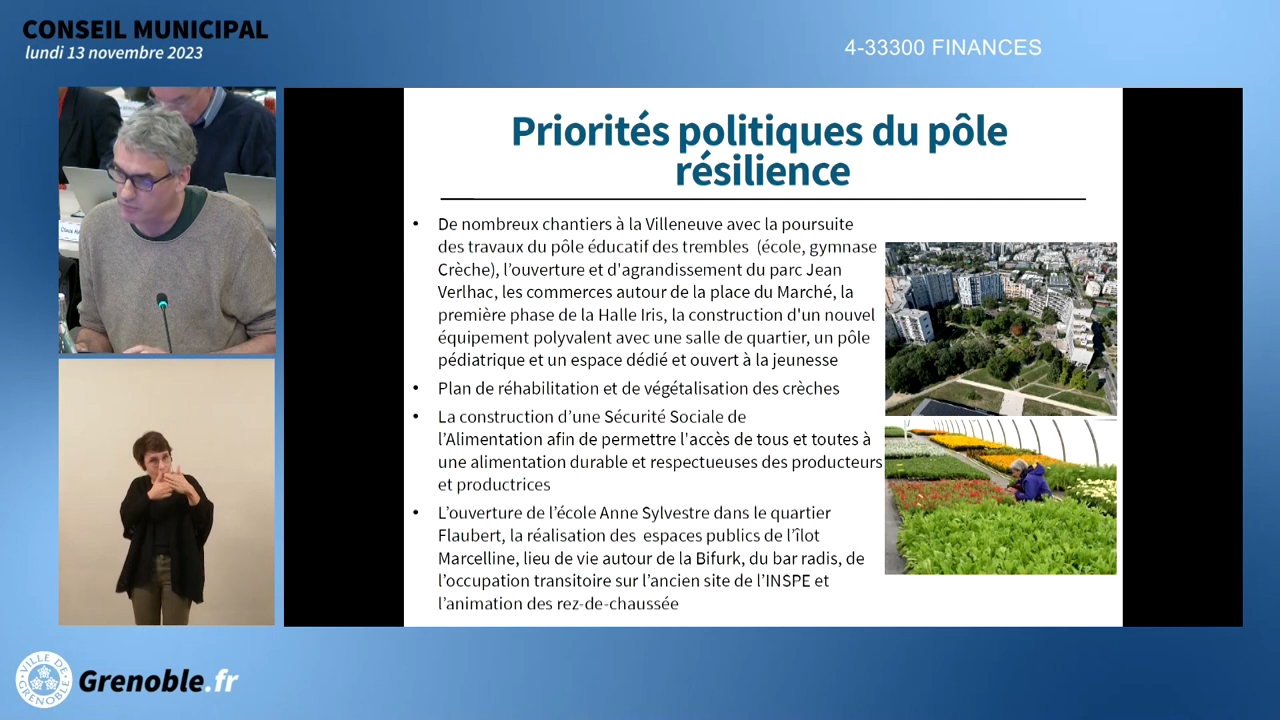 CONSEIL MUNICIPAL
lundi 13 novembre 2023
4-33300 FINANCES
Priorités politiques du pôle
résilience
• De nombreux chantiers à la Villeneuve avec la poursuite
des travaux du pôle éducatif des trembles (école, gymnase
Crèche), l'ouverture et d'agrandissement du parc Jean
Verlhac, les commerces autour de la place du Marché, la
première phase de la Halle Iris, la construction d'un nouvel
équipement polyvalent avec une salle de quartier, un pôle
pédiatrique et un espace dédié et ouvert à la jeunesse
• Plan de réhabilitation et de végétalisation des crèches
• La construction d'une Sécurité Sociale de
l'Alimentation afin de permettre l'accès de tous et toutes à
une alimentation durable et respectueuses des producteurs
et productrices
• L'ouverture de l'école Anne Sylvestre dans le quartier
Flaubert, la réalisation des espaces publics de l'îlot
Marcelline, lieu de vie autour de la Bifurk, du bar radis, de
l'occupation transitoire sur l'ancien site de l'INSPE et
l'animation des rez-de-chaussée
VILLE DE
GRENOBLE
Grenoble.fr